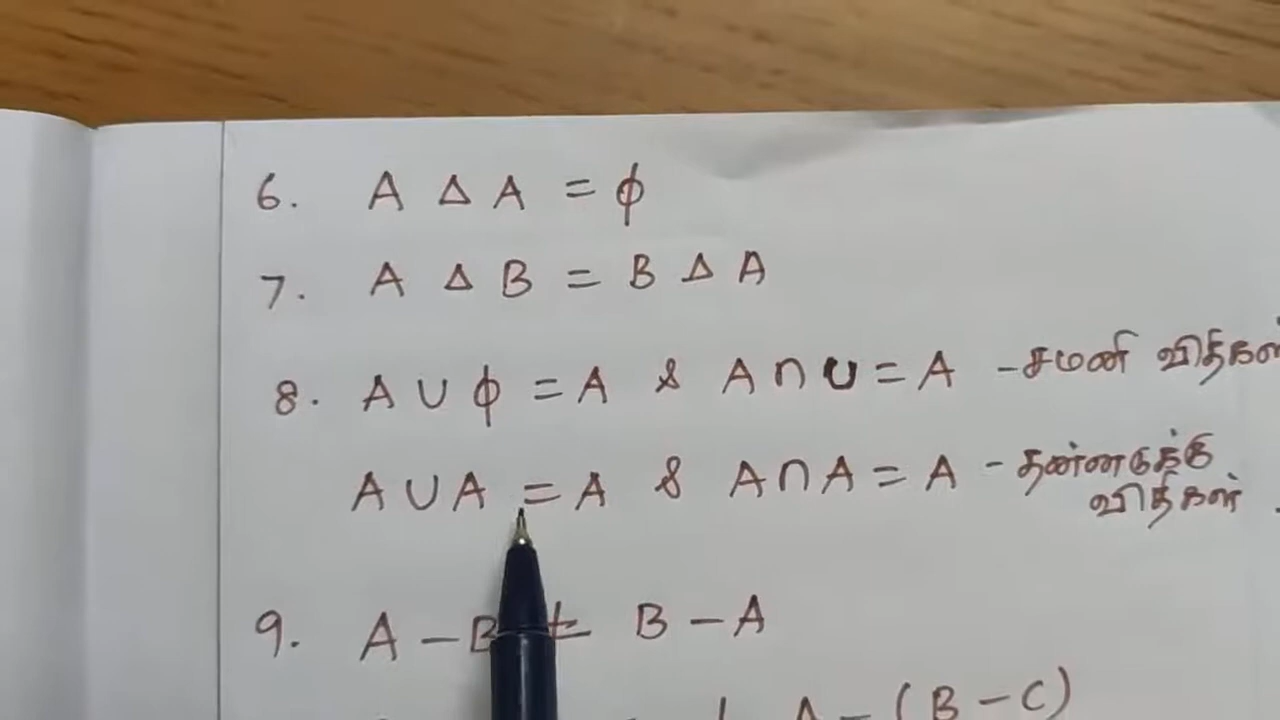 6. A Δ A = ϕ
7. A Δ B = B Δ A
8. A ∪ ϕ = A & A ∩ U = A - சமனி விதிகள்
A ∪ A = A & A ∩ A = A - தன்னடுக்கு
விதிகள்.
9. A - B ≠ B - A
A - (B - C)